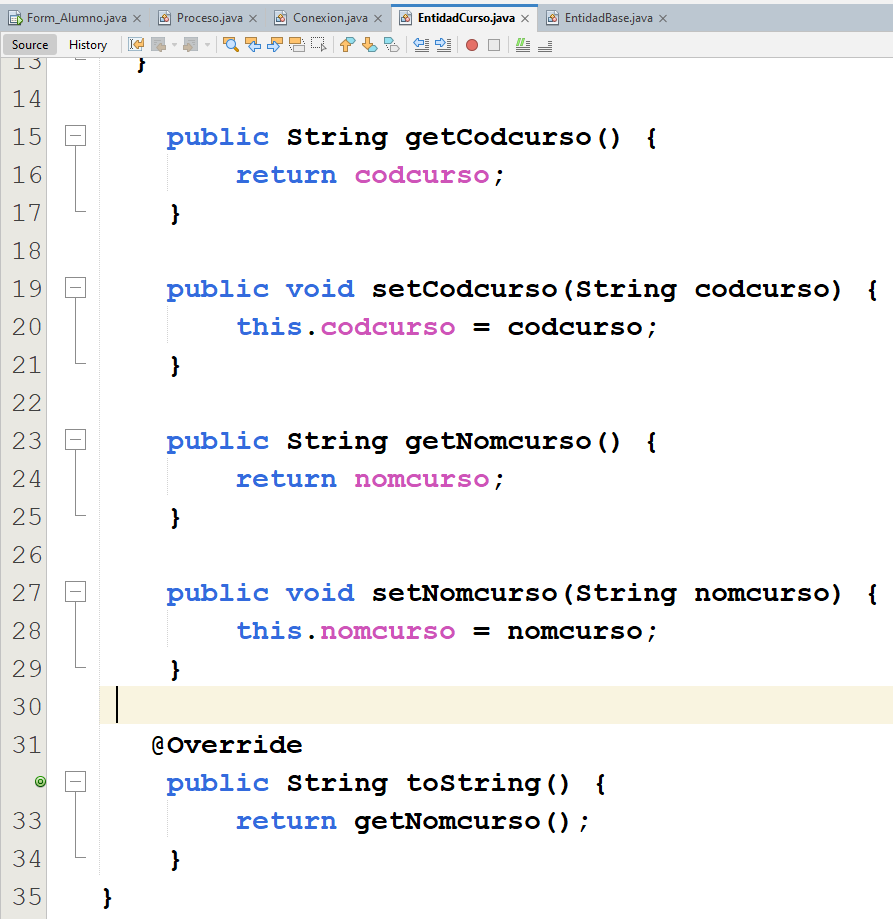 Form_Alumno.java Proceso.java Conexion.java EntidadCurso.java EntidadBase.java
Source History
13 }
14
15 public String getCodcurso() {
16 return codcurso;
17 }
18
19 public void setCodcurso(String codcurso) {
20 this.codcurso = codcurso;
21 }
22
23 public String getNomcurso() {
24 return nomcurso;
25 }
26
27 public void setNomcurso(String nomcurso) {
28 this.nomcurso = nomcurso;
29 }
30
31 @Override
public String toString() {
33 return getNomcurso();
34 }
35 }